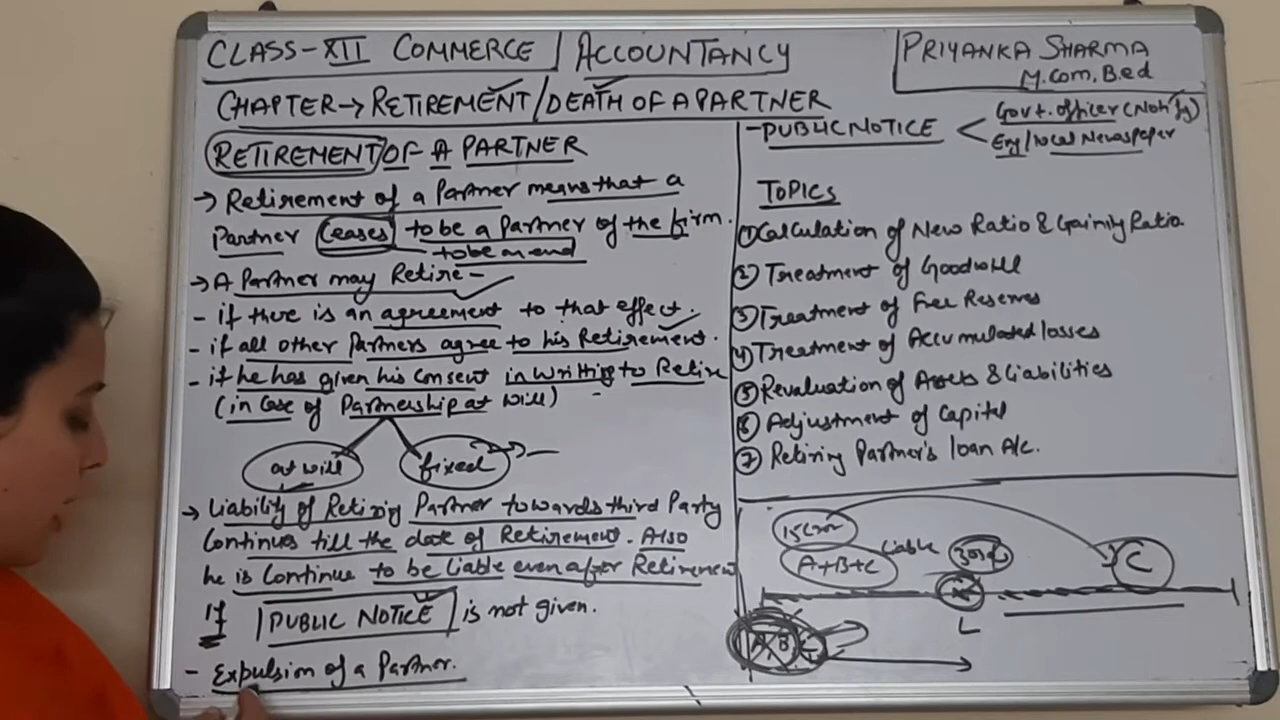 CLASS-XII COMMERCE / ACCOUNTANCY
PRIYANKA SHARMA
M.Com, B.ed
CHAPTER → RETIREMENT / DEATH OF A PARTNER
RETIREMENT OF A PARTNER
→ Retirement of a Partner means that a
Partner Ceases to be a Partner of the firm.
to be an end
→ A Partner may Retire -
- if there is an agreement to that effect.
- if all other Partners agree to his Retirement.
- if he has given his Consent in writing to Retire
(in case of Partnership at will)
at will fixed
→ Liability of Retiring Partner towards third Party
Continues till the date of Retirement. Also
he is Continue to be liable even after Retirement
If PUBLIC NOTICE is not given.
- Expulsion of a Partner.
- PUBLIC NOTICE
Govt. officer (Notify)
Eng/local Newspaper
TOPICS
① Calculation of New Ratio & Gaining Ratio.
② Treatment of Goodwill
③ Treatment of Free Reserves
④ Treatment of Accumulated losses
⑤ Revaluation of Assets & Liabilities
⑥ Adjustment of Capital
⑦ Retiring Partner's loan A/c.
A+B+C liable
C
A B
L